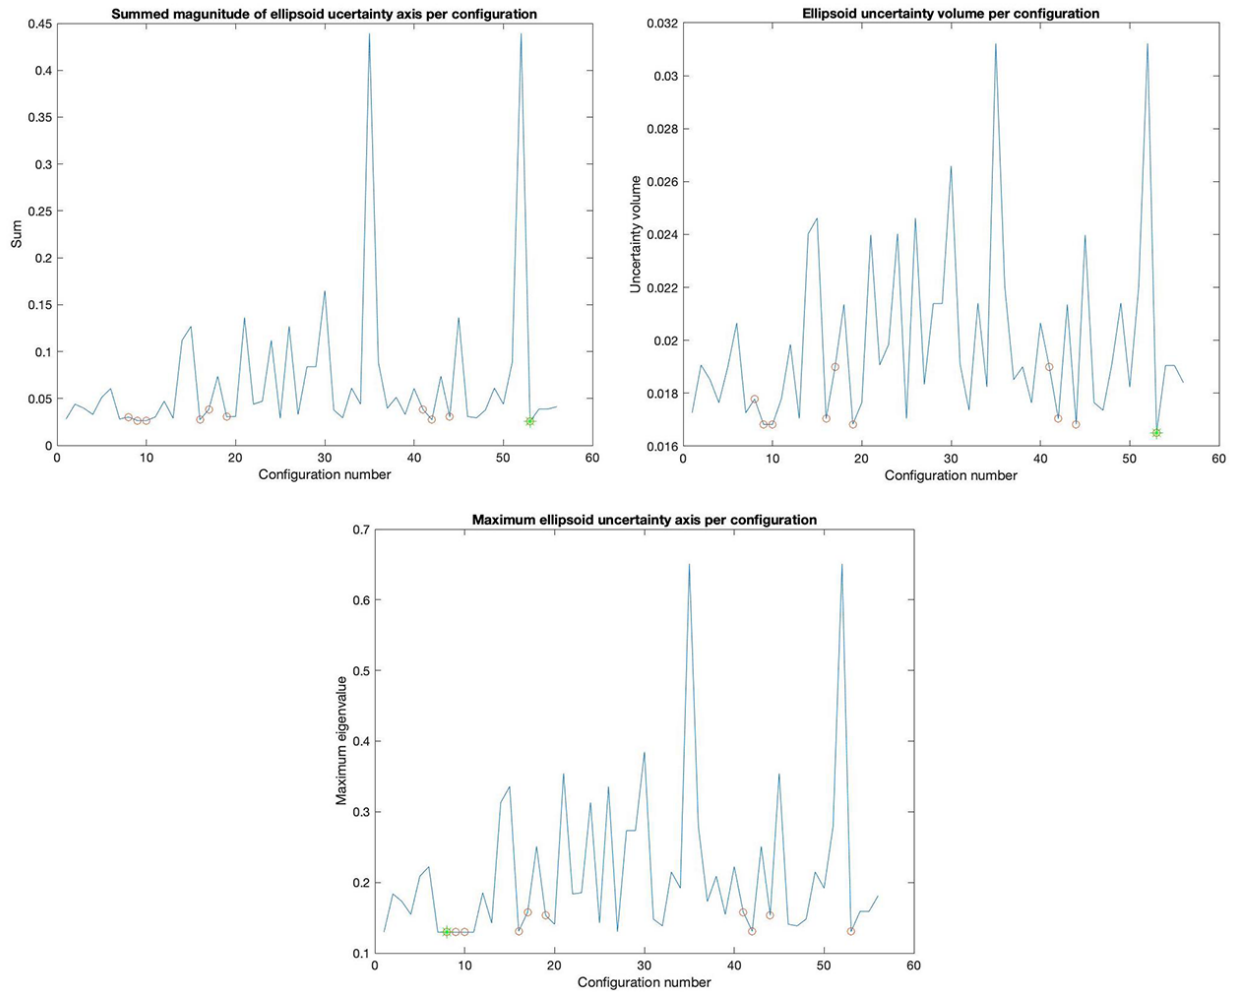 Summed magunitude of ellipsoid ucertainty axis per configuration
0.45
0.4
0.35
0.3
0.25
0.2
0.15
0.1
0.05
0
Sum
0 10 20 30 40 50 60
Configuration number
Ellipsoid uncertainty volume per configuration
0.032
0.03
0.028
0.026
0.024
0.022
0.02
0.018
0.016
Uncertainty volume
0 10 20 30 40 50 60
Configuration number
Maximum ellipsoid uncertainty axis per configuration
0.7
0.6
0.5
0.4
0.3
0.2
0.1
Maximum eigenvalue
0 10 20 30 40 50 60
Configuration number